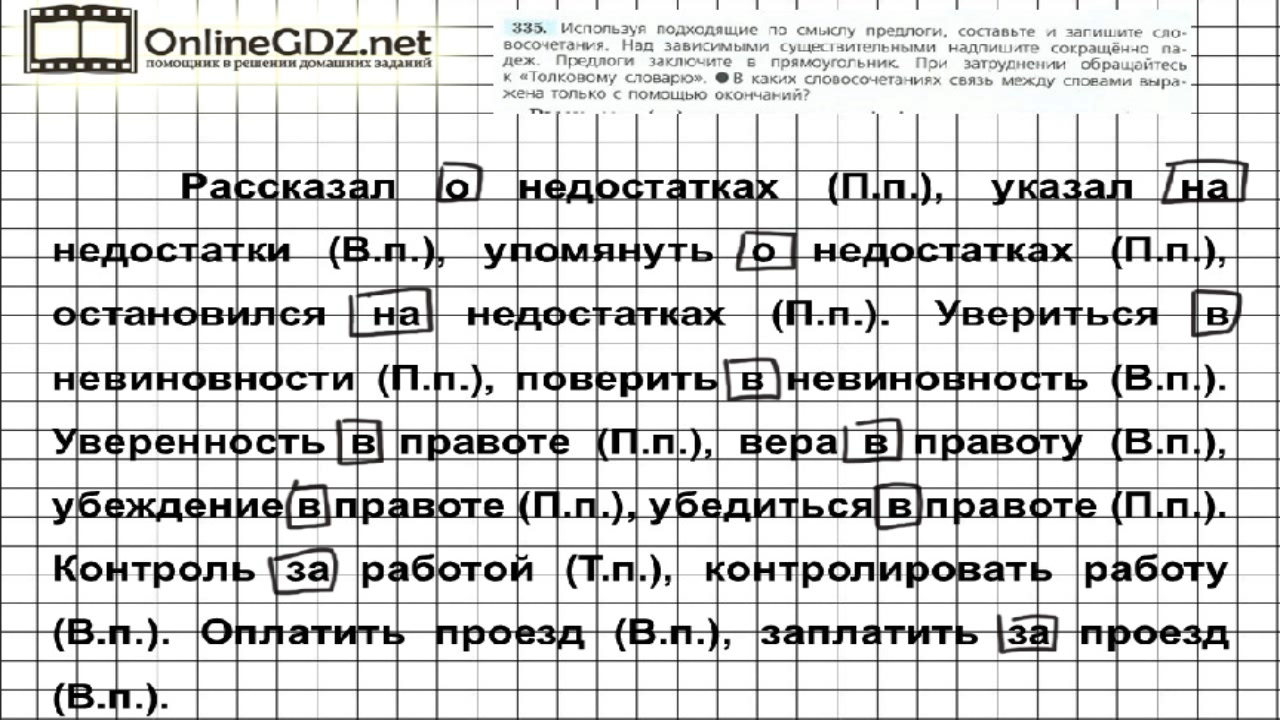 OnlineGDZ.net
помощник в решении домашних заданий
335. Используя подходящие по смыслу предлоги, составьте и запишите сло-
восочетания. Над зависимыми существительными надпишите сокращённо па-
деж. Предлоги заключите в прямоугольник. При затруднении обращайтесь
к «Толковому словарю». ● В каких словосочетаниях связь между словами выра-
жена только с помощью окончаний?
Рассказал о недостатках (П.п.), указал на
недостатки (В.п.), упомянуть о недостатках (П.п.),
остановился на недостатках (П.п.). Увериться в
невиновности (П.п.), поверить в невиновность (В.п.).
Уверенность в правоте (П.п.), вера в правоту (В.п.),
убеждение в правоте (П.п.), убедиться в правоте (П.п.).
Контроль за работой (Т.п.), контролировать работу
(В.п.). Оплатить проезд (В.п.), заплатить за проезд
(В.п.).